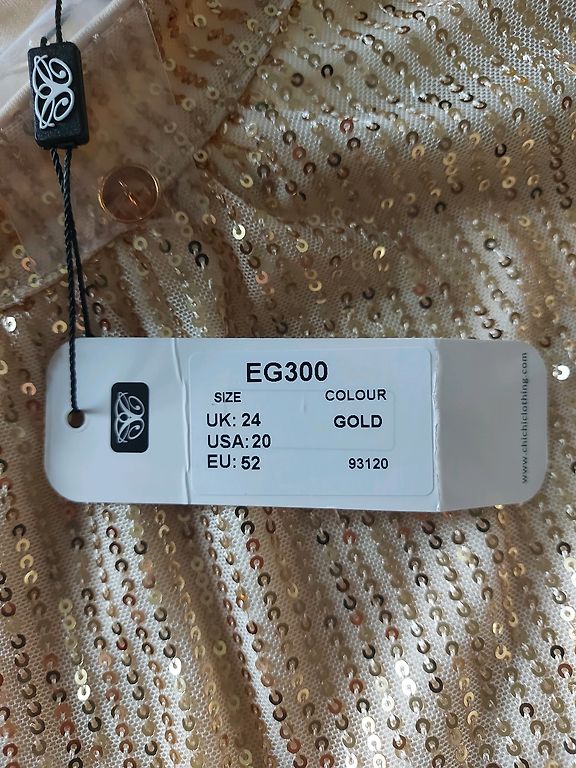 EG300
SIZE COLOUR
UK: 24 GOLD
USA: 20
EU: 52 93120
www.chichiclothing.com